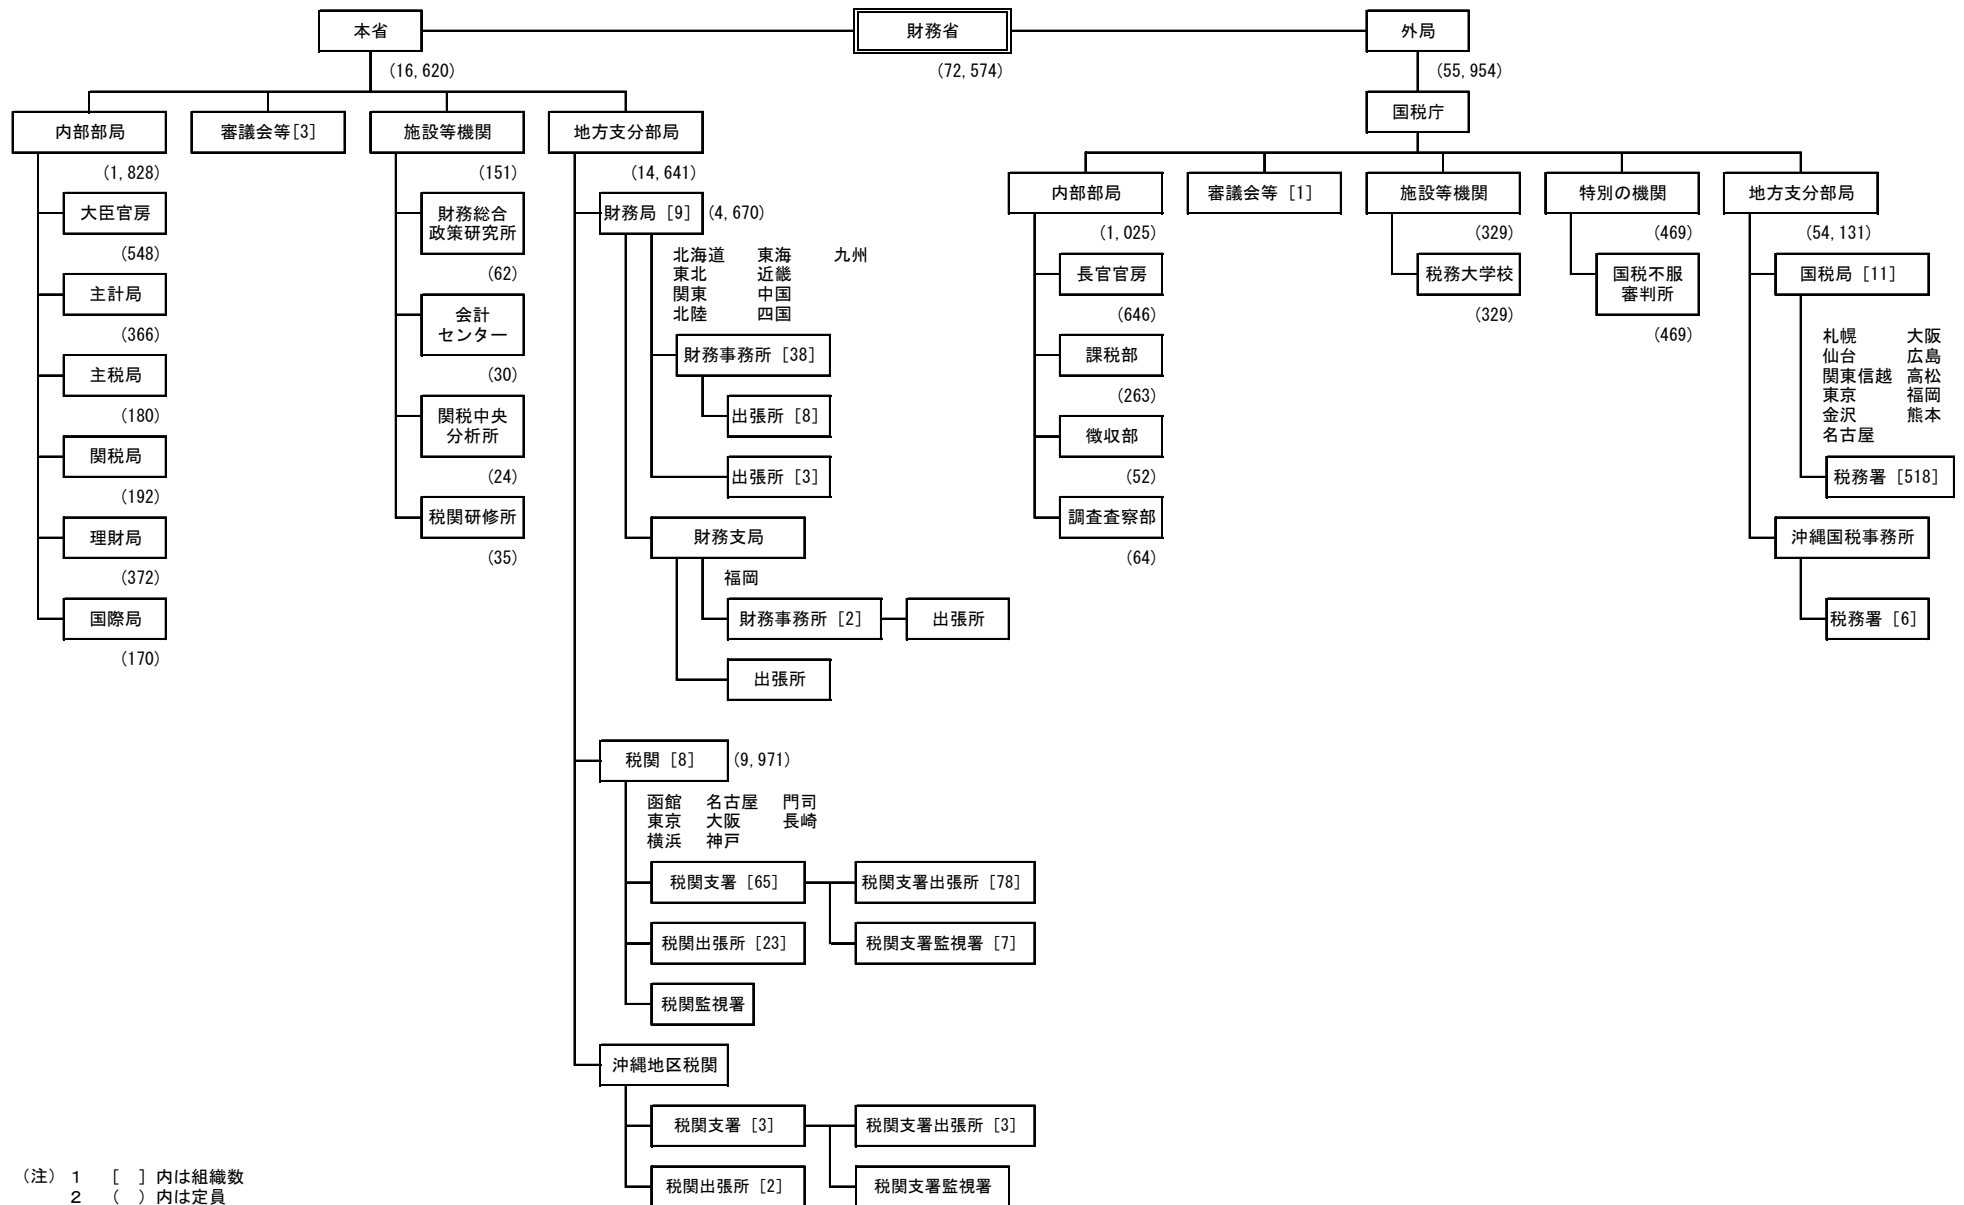 本省
財務省
外局
(16,620)
(72,574)
(55,954)
国税庁
内部部局
審議会等[3]
施設等機関
地方支分部局
(1,828)
(151)
(14,641)
大臣官房
(548)
主計局
(366)
主税局
(180)
関税局
(192)
理財局
(372)
国際局
(170)
財務総合
政策研究所
(62)
会計
センター
(30)
関税中央
分析所
(24)
税関研修所
(35)
財務局 [9] (4,670)
北海道 東海 九州
東北 近畿
関東 中国
北陸 四国
財務事務所 [38]
出張所 [8]
出張所 [3]
財務支局
福岡
財務事務所 [2]
出張所
出張所
税関 [8] (9,971)
函館 名古屋 門司
東京 大阪 長崎
横浜 神戸
税関支署 [65]
税関支署出張所 [78]
税関出張所 [23]
税関支署監視署 [7]
税関監視署
沖縄地区税関
税関支署 [3]
税関支署出張所 [3]
税関出張所 [2]
税関支署監視署
内部部局
審議会等 [1]
施設等機関
特別の機関
地方支分部局
(1,025)
(329)
(469)
(54,131)
長官官房
(646)
課税部
(263)
徴収部
(52)
調査査察部
(64)
税務大学校
(329)
国税不服
審判所
(469)
国税局 [11]
札幌 大阪
仙台 広島
関東信越 高松
東京 福岡
金沢 熊本
名古屋
税務署 [518]
沖縄国税事務所
税務署 [6]
(注) 1 [ ] 内は組織数
2 ( ) 内は定員